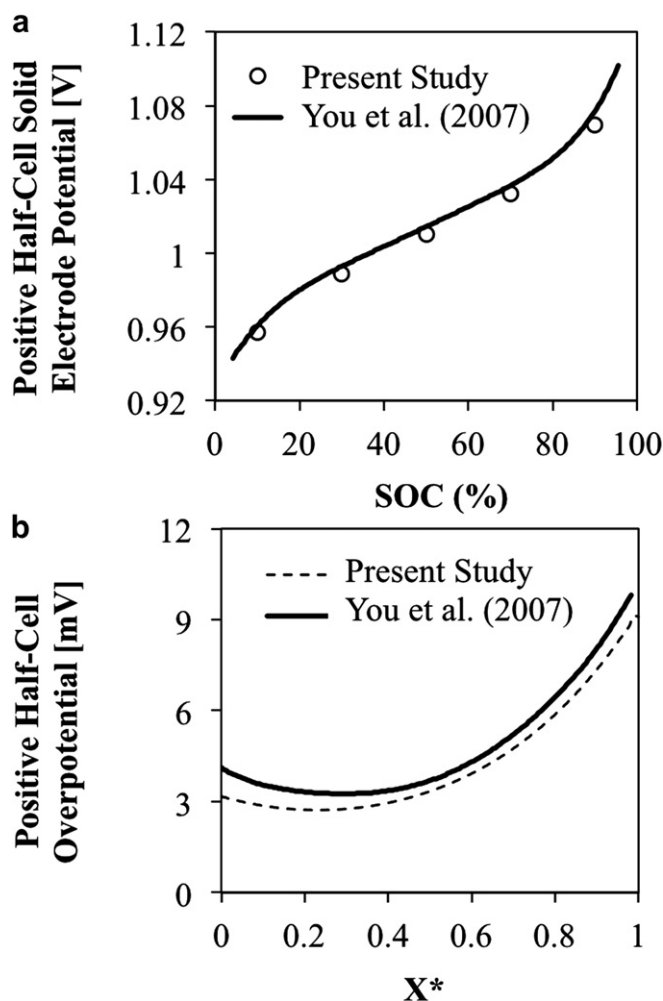 a
Positive Half-Cell Solid
Electrode Potential [V]
1.12
1.08
1.04
1
0.96
0.92
Present Study
You et al. (2007)
0
20
40
60
80
100
SOC (%)
b
Positive Half-Cell
Overpotential [mV]
12
9
6
3
0
Present Study
You et al. (2007)
0
0.2
0.4
0.6
0.8
1
X*